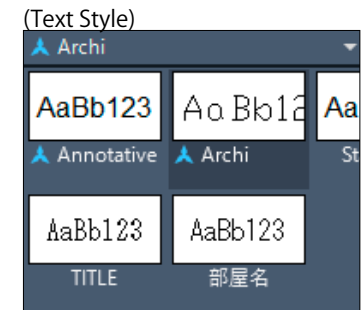 (Text Style)
Archi
AaBb123 AaBb12 Aa
Annotative Archi St
AaBb123 AaBb123
TITLE 部屋名